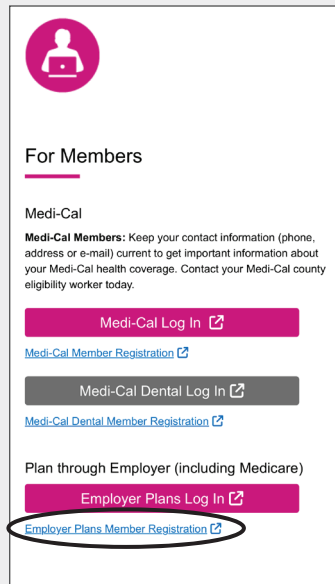 For Members
Medi-Cal
Medi-Cal Members: Keep your contact information (phone,
address or e-mail) current to get important information about
your Medi-Cal health coverage. Contact your Medi-Cal county
eligibility worker today.
Medi-Cal Log In
Medi-Cal Member Registration
Medi-Cal Dental Log In
Medi-Cal Dental Member Registration
Plan through Employer (including Medicare)
Employer Plans Log In
Employer Plans Member Registration